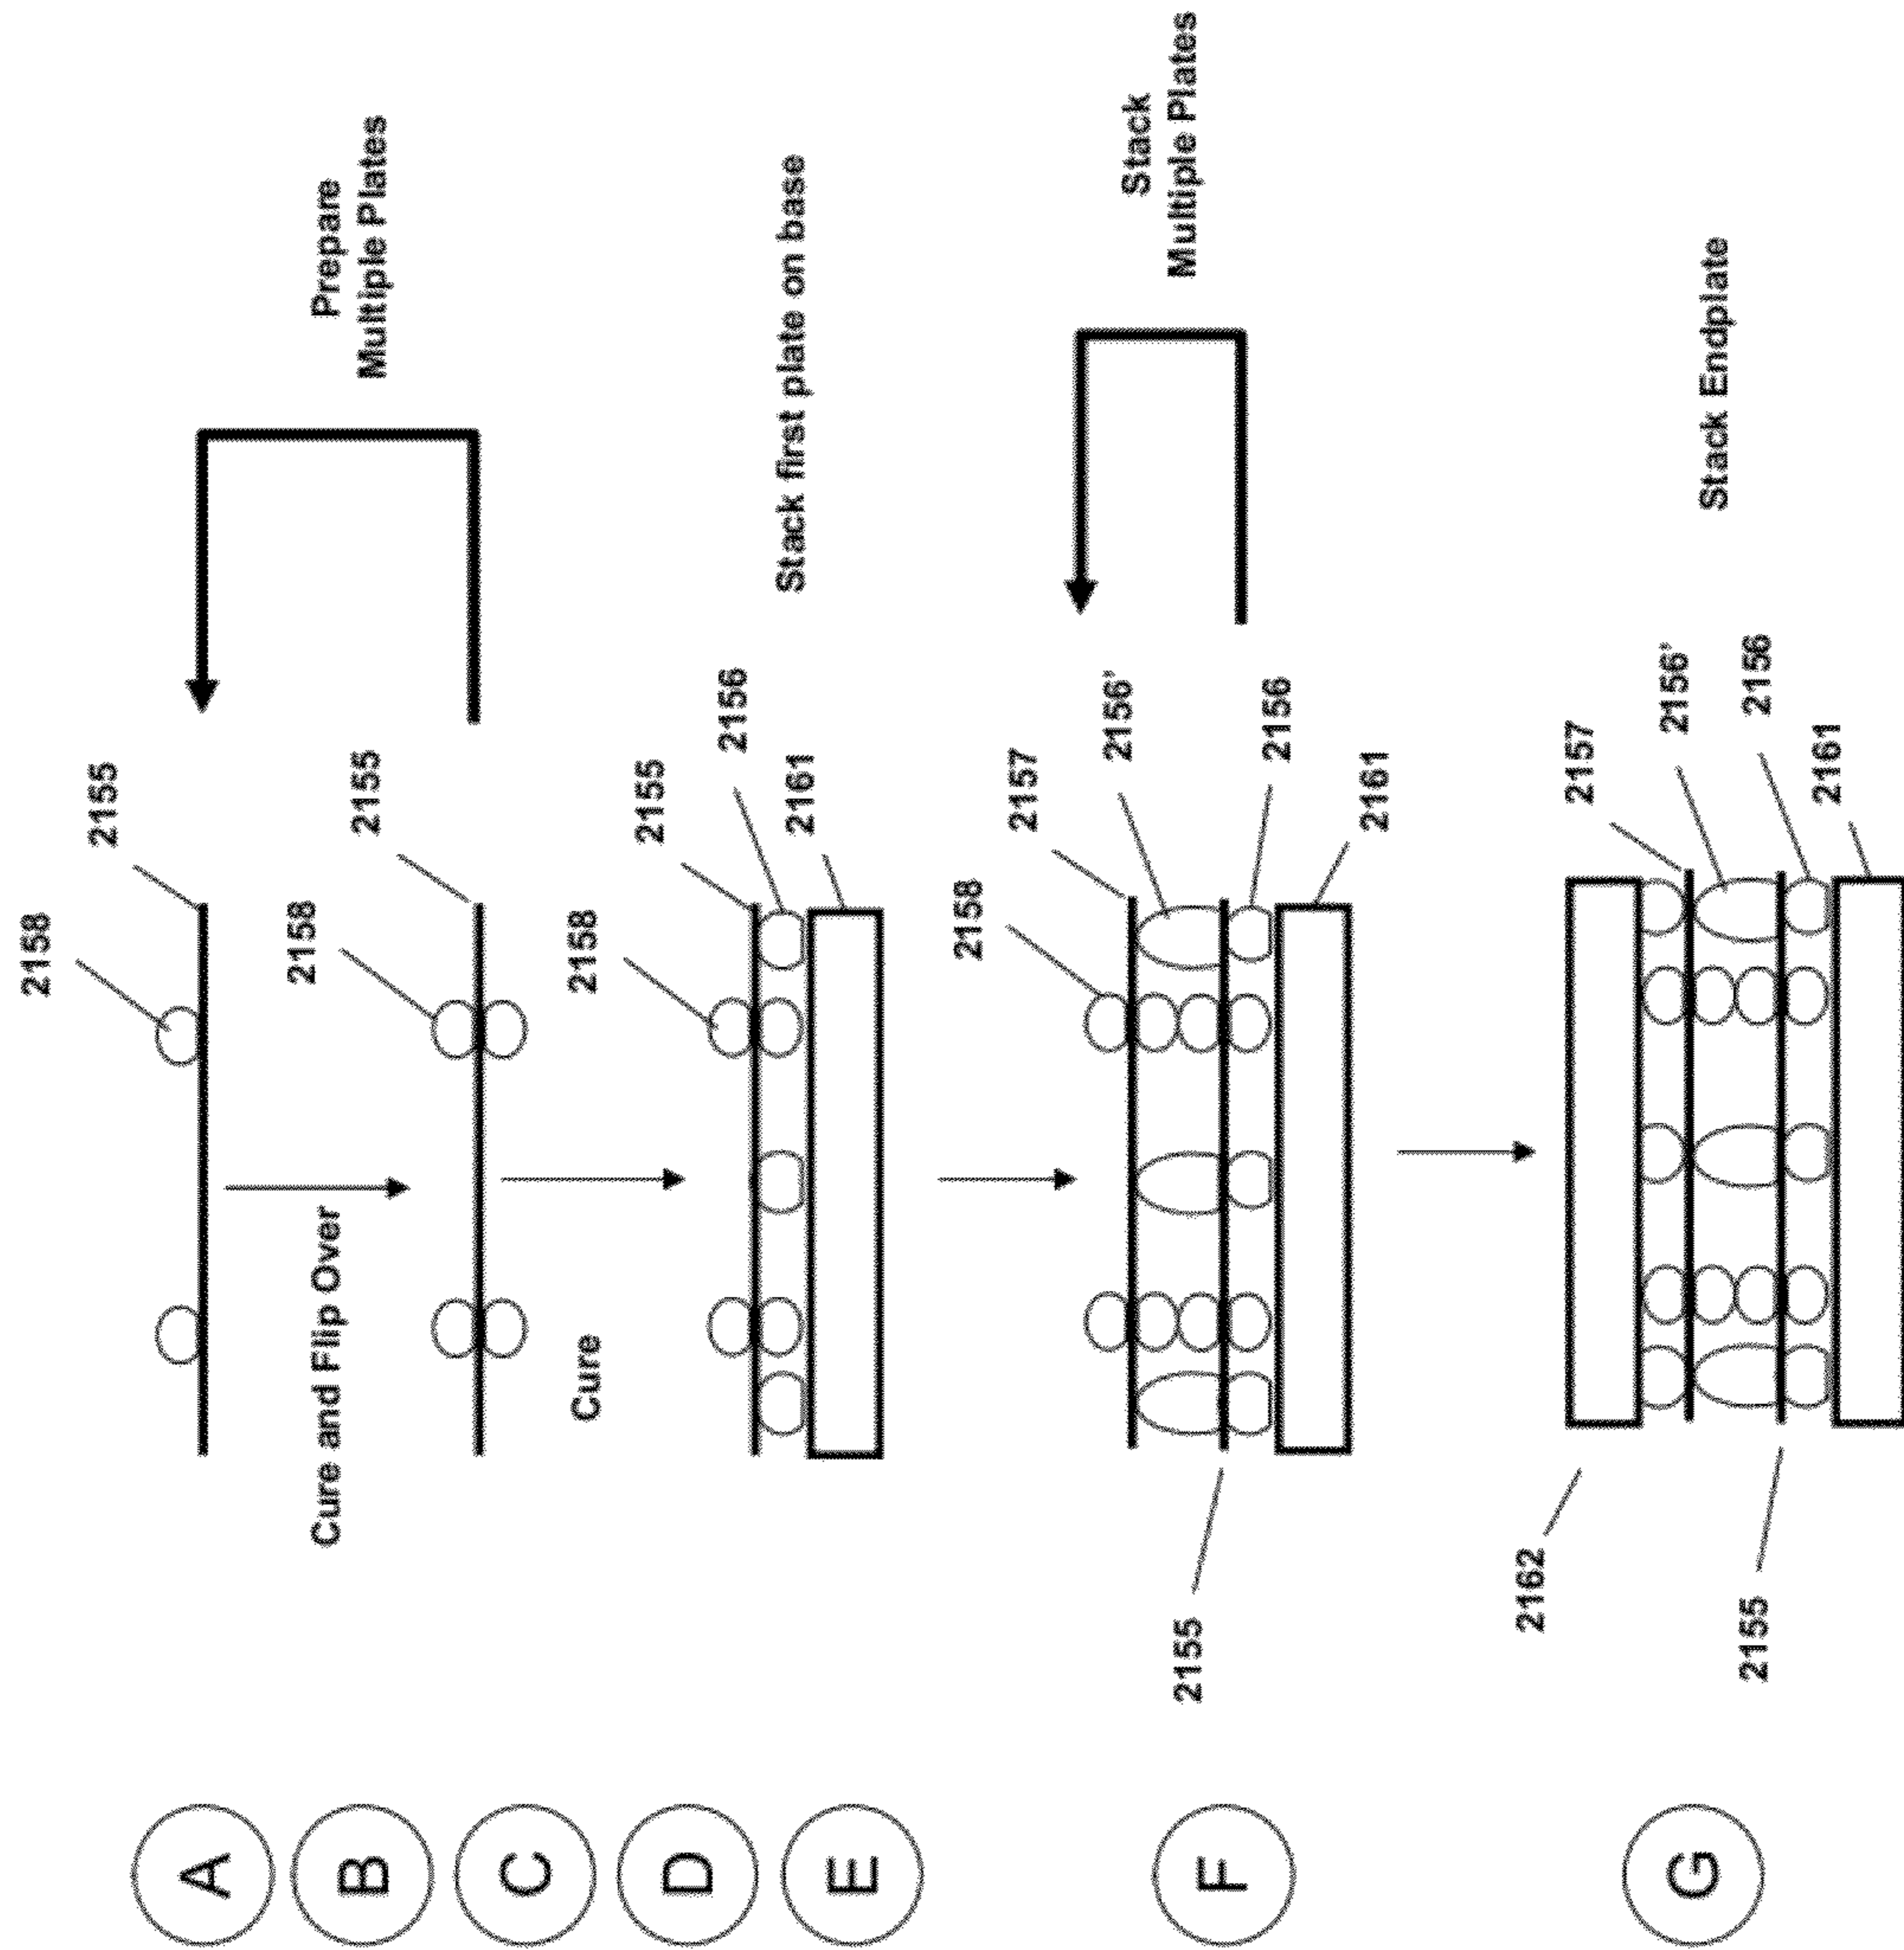 2158
2155
A
2158
Cure and Flip Over
Prepane
Multiple Plates
B
2155
C
2158
Cure
2155
D
2156
Stack first plate on base
2161
E
2158
2157
2156'
Stack
Multiple Plates
2155
F
2156
2161
2162
2157
2156'
G
Stack Endplate
2155
2156
2161